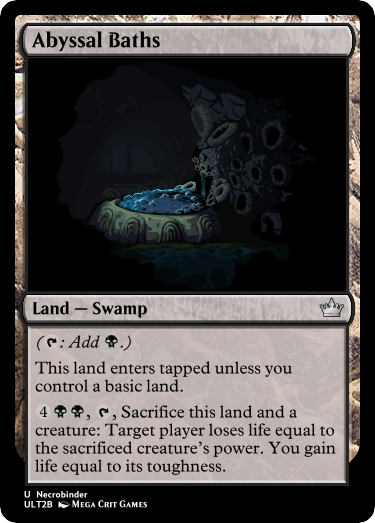 Abyssal Baths
Land — Swamp
(: Add .)
This land enters tapped unless you
control a basic land.
4 , , Sacrifice this land and a
creature: Target player loses life equal to
the sacrificed creature's power. You gain
life equal to its toughness.
U Necrobinder
ULT2B Mega Crit Games